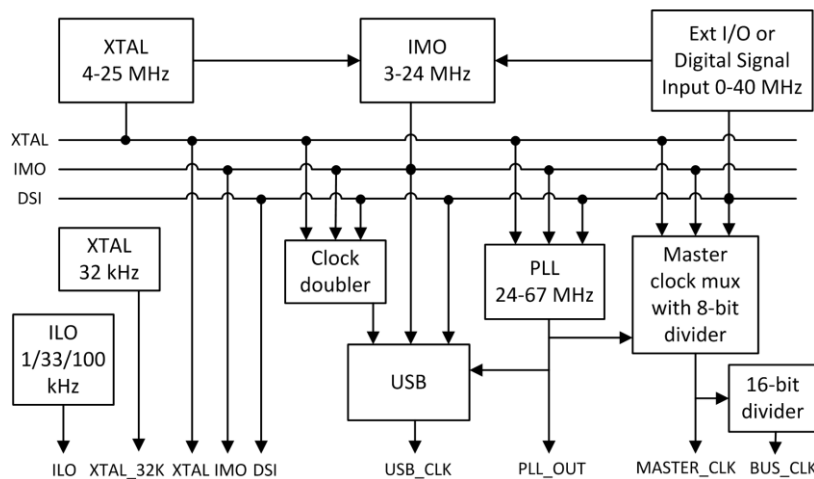 XTAL
4-25 MHz
IMO
3-24 MHz
Ext I/O or
Digital Signal
Input 0-40 MHz
XTAL
IMO
DSI
XTAL
32 kHz
Clock
doubler
PLL
24-67 MHz
Master
clock mux
with 8-bit
divider
ILO
1/33/100
kHz
USB
16-bit
divider
ILO
XTAL_32K
XTAL
IMO
DSI
USB_CLK
PLL_OUT
MASTER_CLK
BUS_CLK